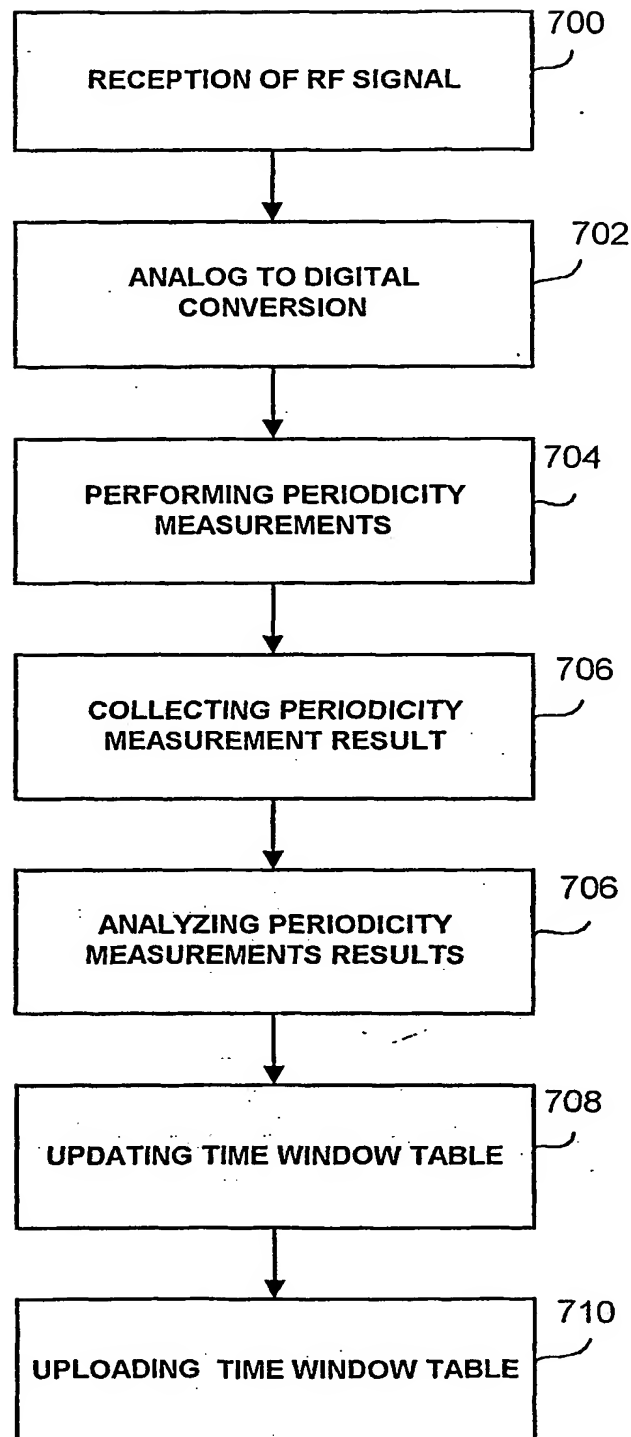 700
RECEPTION OF RF SIGNAL
702
ANALOG TO DIGITAL
CONVERSION
704
PERFORMING PERIODICITY
MEASUREMENTS
706
COLLECTING PERIODICITY
MEASUREMENT RESULT
706
ANALYZING PERIODICITY
MEASUREMENTS RESULTS
708
UPDATING TIME WINDOW TABLE
710
UPLOADING TIME WINDOW TABLE